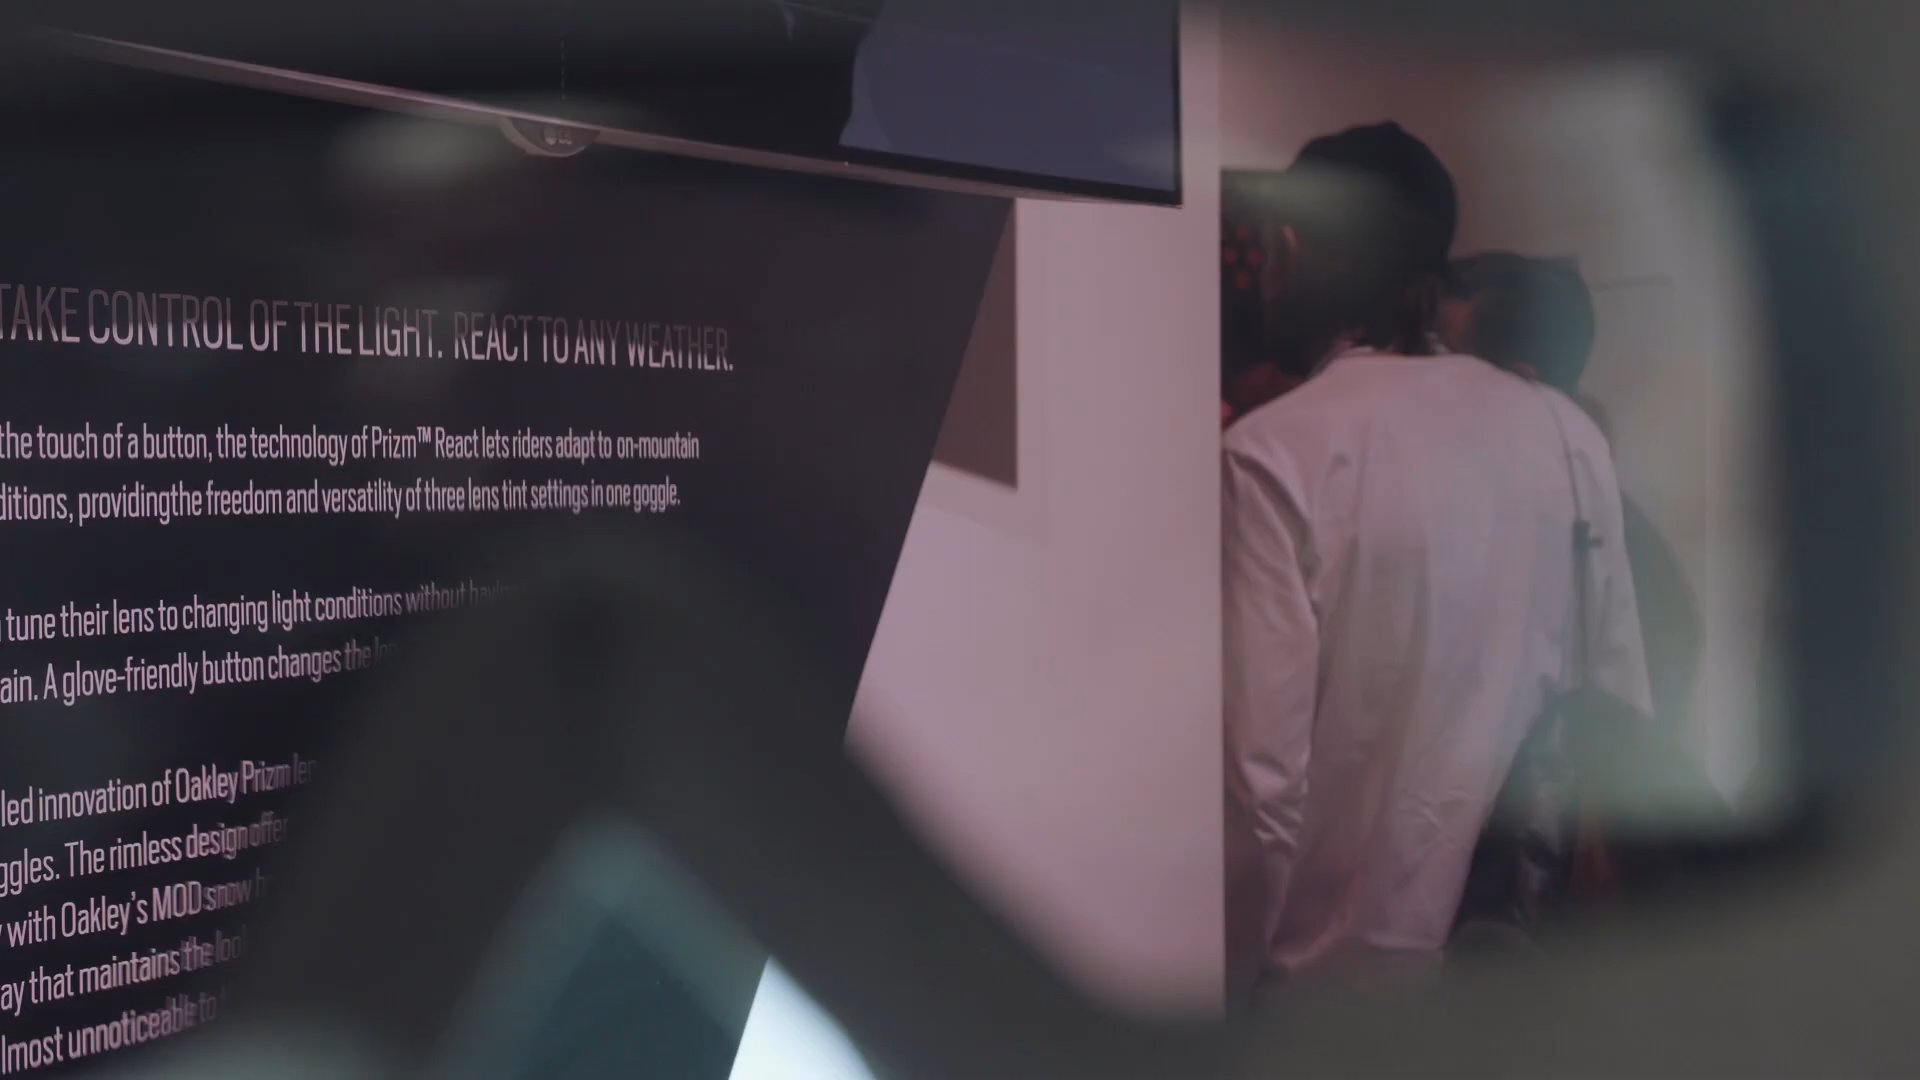 LG
TAKE CONTROL OF THE LIGHT. REACT TO ANY WEATHER.
the touch of a button, the technology of Prizm™ React lets riders adapt to on-mountain
ditions, providingthe freedom and versatility of three lens tint settings in one goggle.
tune their lens to changing light conditions without having
ain. A glove-friendly button changes the
led innovation of Oakley Prizm
ggles. The rimless design offer
with Oakley's MOD snow
ay that maintains the
lmost unnoticeable to